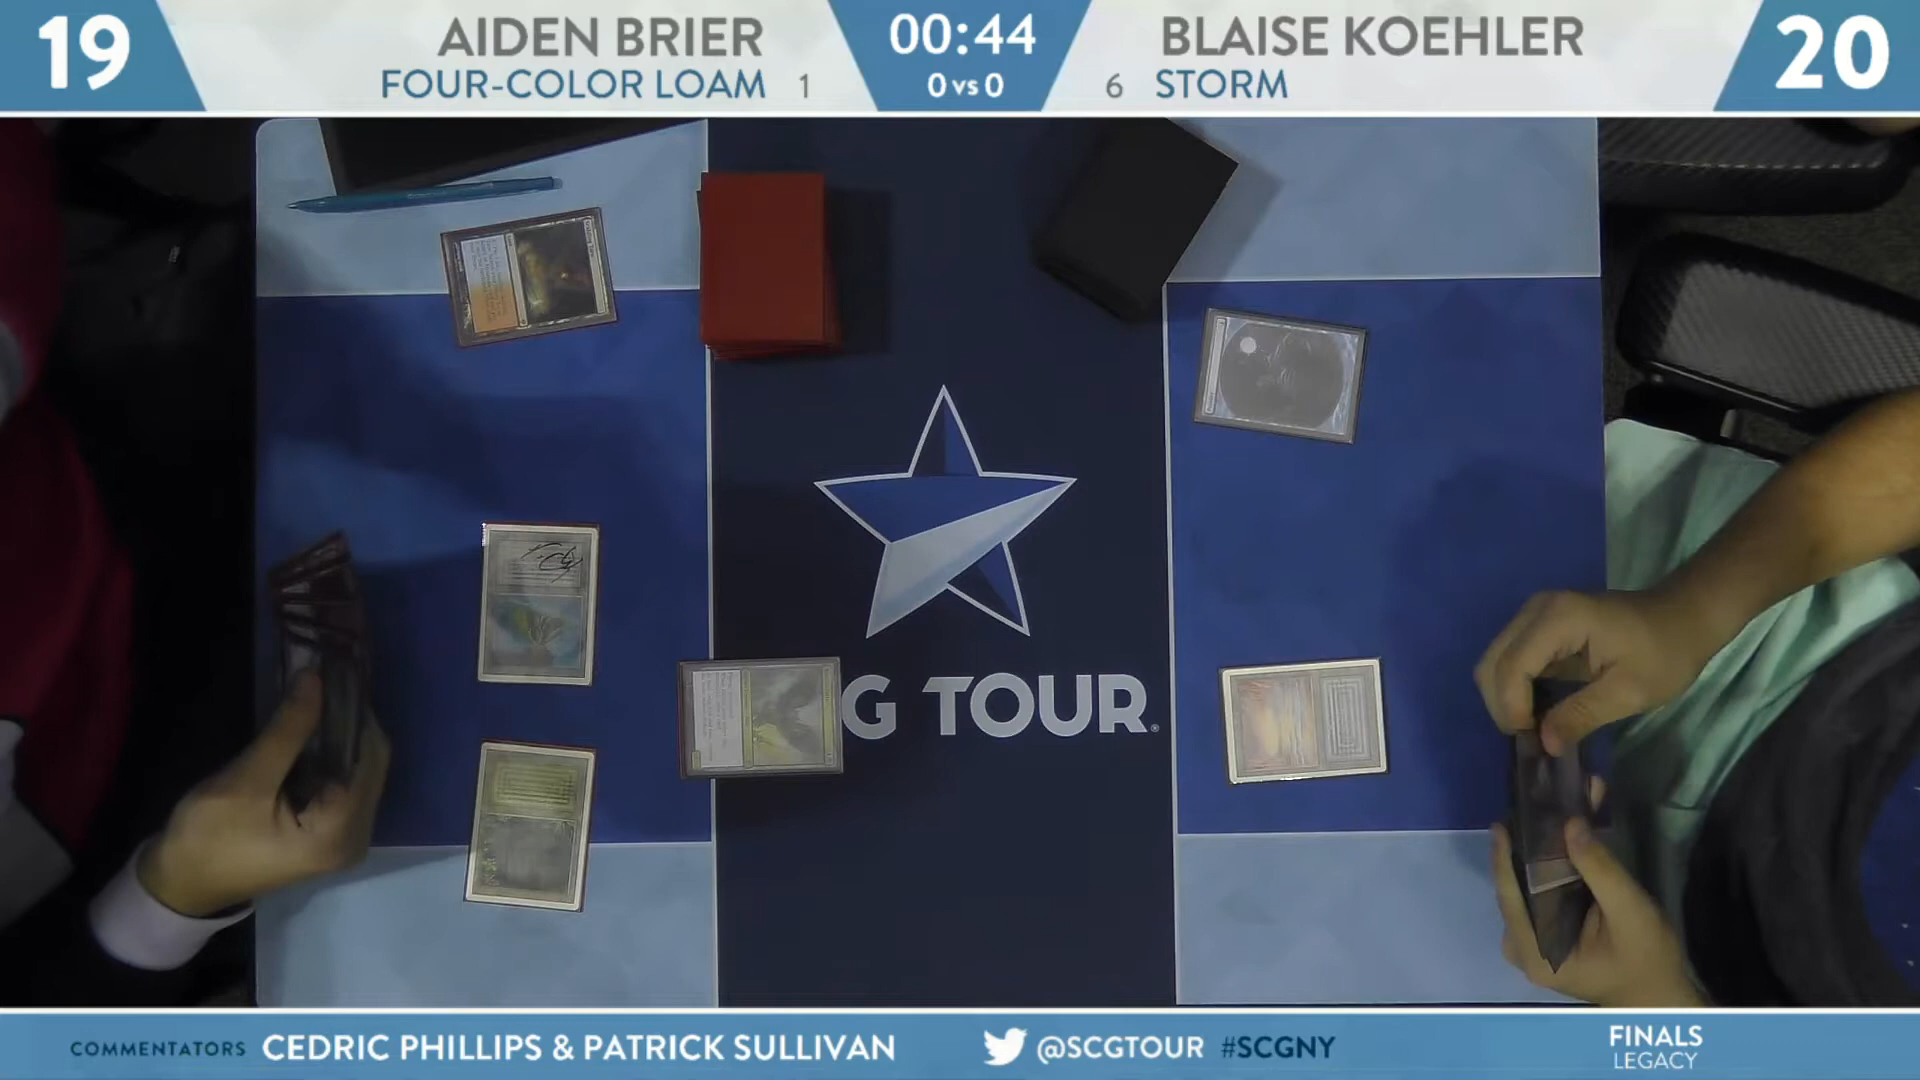 19
AIDEN BRIER
FOUR-COLOR LOAM 1
00:44
0 vs 0
BLAISE KOEHLER
6 STORM
20
G TOUR.
COMMENTATORS CEDRIC PHILLIPS & PATRICK SULLIVAN
@SCGTOUR #SCGNY
FINALS
LEGACY